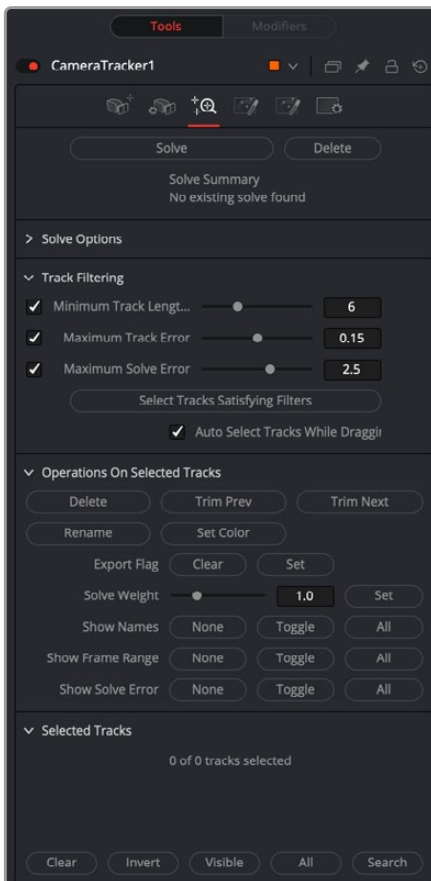 Tools Modifiers
CameraTracker1
Solve Delete
Solve Summary
No existing solve found
Solve Options
Track Filtering
Minimum Track Lengt... 6
Maximum Track Error 0.15
Maximum Solve Error 2.5
Select Tracks Satisfying Filters
Auto Select Tracks While Draggin
Operations On Selected Tracks
Delete Trim Prev Trim Next
Rename Set Color
Export Flag Clear Set
Solve Weight 1.0 Set
Show Names None Toggle All
Show Frame Range None Toggle All
Show Solve Error None Toggle All
Selected Tracks
0 of 0 tracks selected
Clear Invert Visible All Search